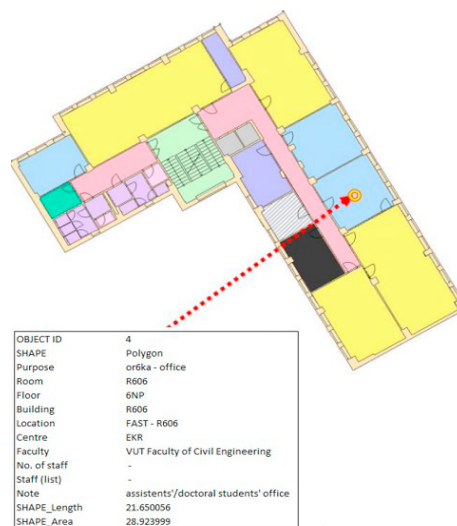 OBJECT ID 4
SHAPE Polygon
Purpose or6ka - office
Room R606
Floor 6NP
Building R606
Location FAST - R606
Centre EKR
Faculty VUT Faculty of Civil Engineering
No. of staff -
Staff (list) -
Note assistents'/doctoral students' office
SHAPE_Length 21.650056
SHAPE_Area 28.923999